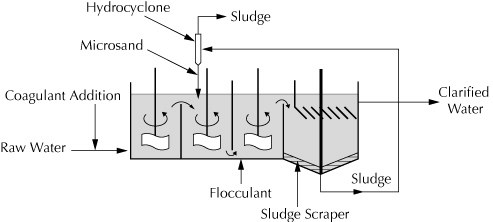 Hydrocyclone
Sludge
Microsand
Coagulant Addition
Clarified
Water
Raw Water
Flocculant
Sludge
Sludge Scraper